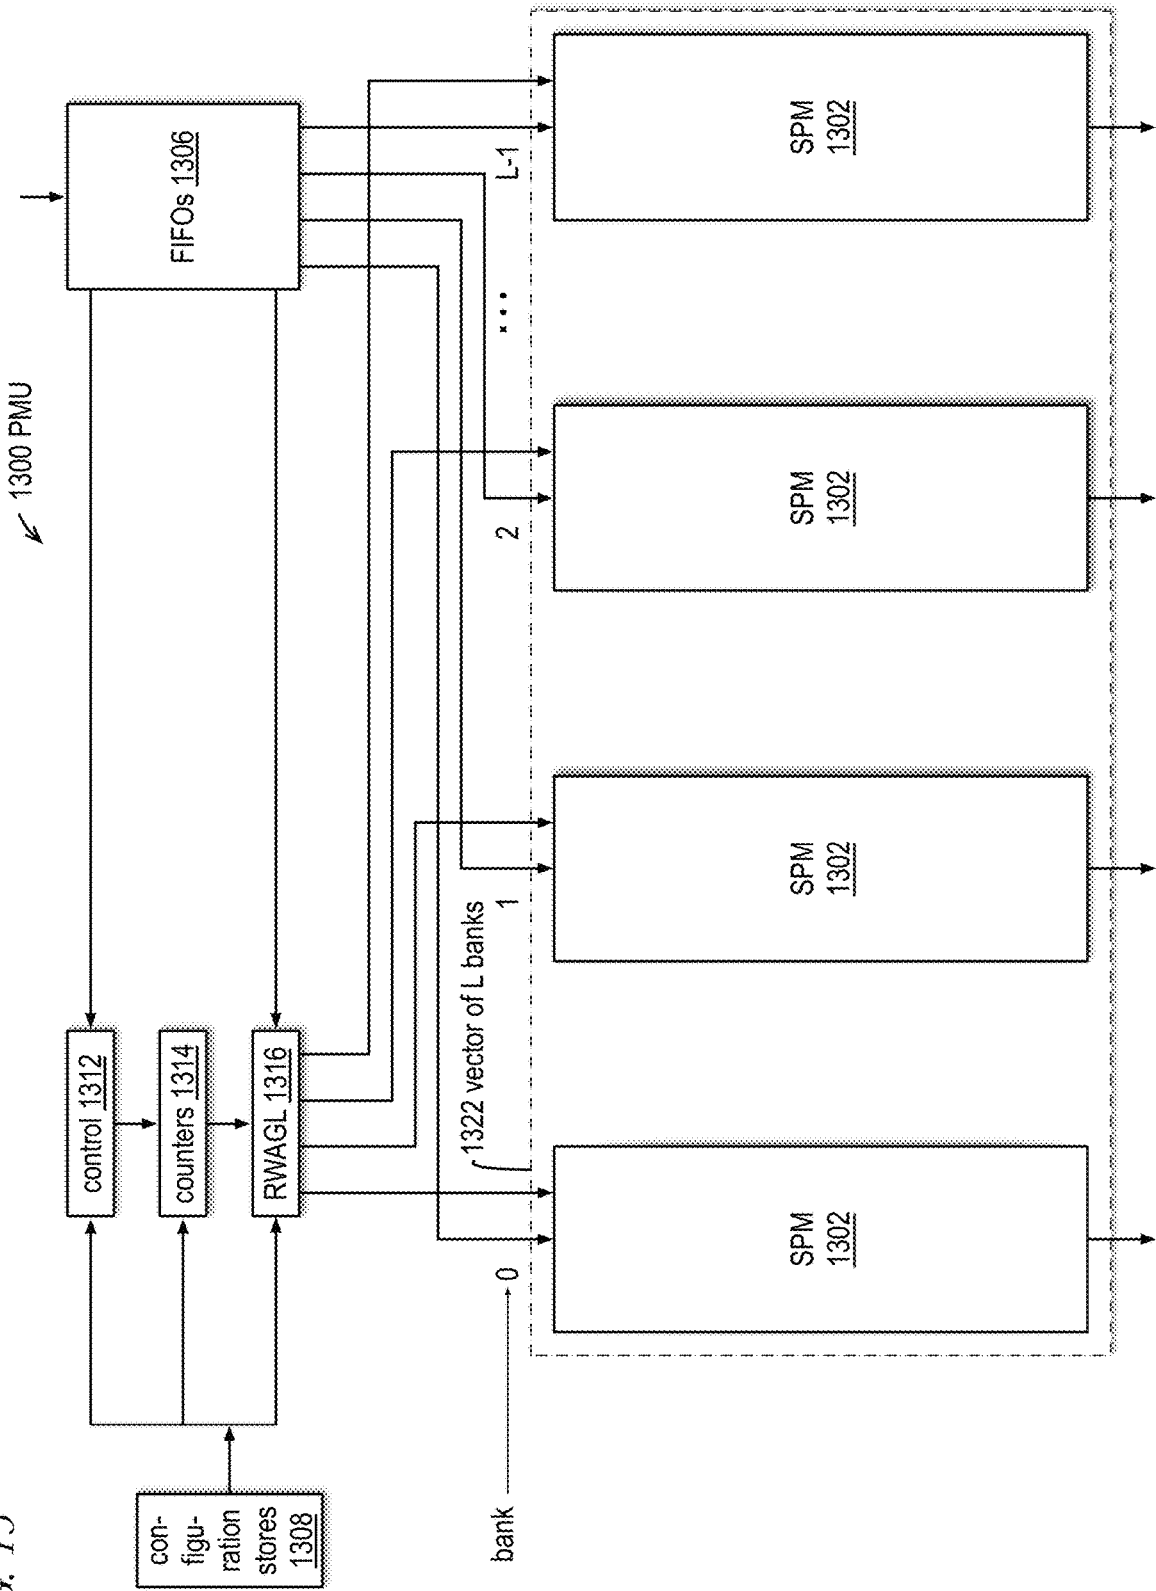 1300 PMU
con-
figu-
ration
stores
1308
control 1312
counters 1314
RWAGL 1316
FIFOs 1306
1322 vector of L banks
bank
0
1
2
...
L-1
SPM
1302
SPM
1302
SPM
1302
SPM
1302